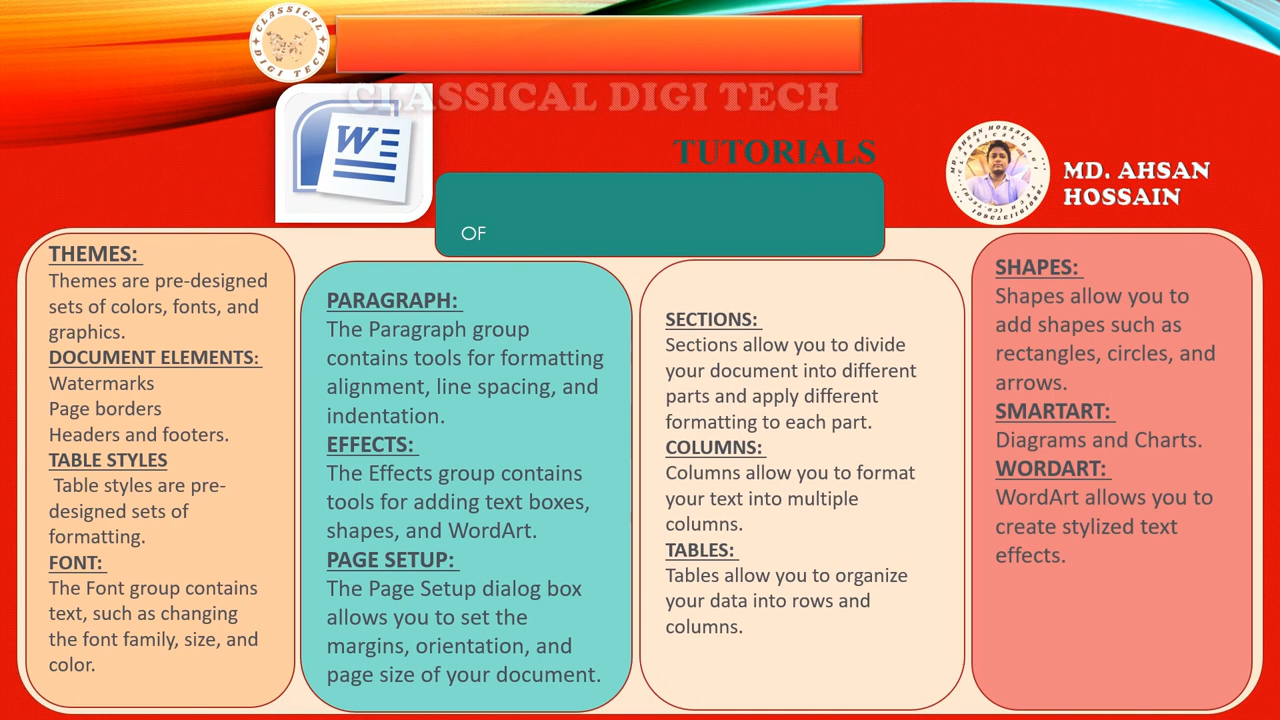 CLASSICAL
DIGI TECH
CLASSICAL DIGI TECH
W
TUTORIALS
MD. AHSAN
HOSSAIN
OF
THEMES:
Themes are pre-designed
sets of colors, fonts, and
graphics.
DOCUMENT ELEMENTS:
Watermarks
Page borders
Headers and footers.
TABLE STYLES
Table styles are pre-
designed sets of
formatting.
FONT:
The Font group contains
text, such as changing
the font family, size, and
color.
PARAGRAPH:
The Paragraph group
contains tools for formatting
alignment, line spacing, and
indentation.
EFFECTS:
The Effects group contains
tools for adding text boxes,
shapes, and WordArt.
PAGE SETUP:
The Page Setup dialog box
allows you to set the
margins, orientation, and
page size of your document.
SECTIONS:
Sections allow you to divide
your document into different
parts and apply different
formatting to each part.
COLUMNS:
Columns allow you to format
your text into multiple
columns.
TABLES:
Tables allow you to organize
your data into rows and
columns.
SHAPES:
Shapes allow you to
add shapes such as
rectangles, circles, and
arrows.
SMARTART:
Diagrams and Charts.
WORDART:
WordArt allows you to
create stylized text
effects.